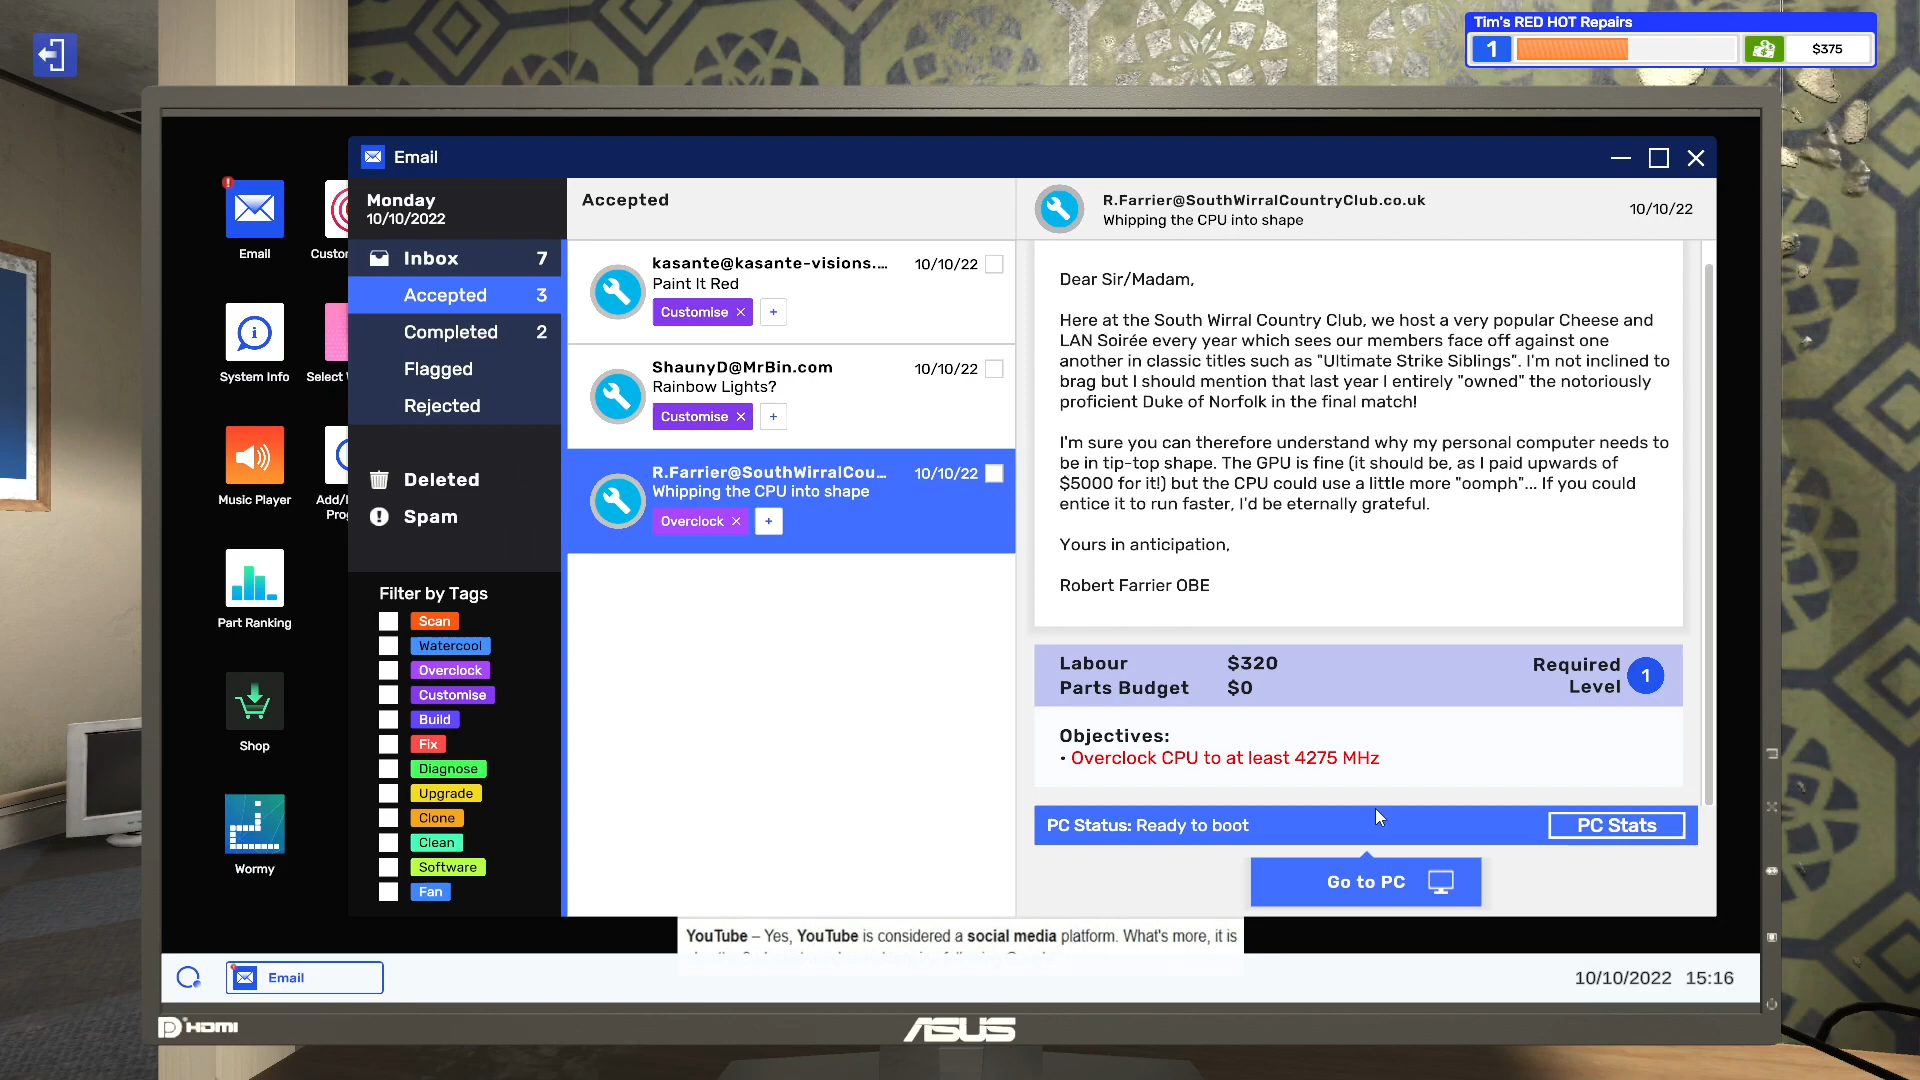 Tim's RED HOT Repairs
1
$375
Email
Monday
10/10/2022
Inbox 7
Accepted 3
Completed 2
Flagged
Rejected
Deleted
Spam
Filter by Tags
Scan
Watercool
Overclock
Customise
Build
Fix
Diagnose
Upgrade
Clone
Clean
Software
Fan
Email
Custo
System Info
Select
Music Player
Add/
Prog
Part Ranking
Shop
Wormy
Accepted
kasante@kasante-visions.... 10/10/22
Paint It Red
Customise × +
ShaunyD@MrBin.com 10/10/22
Rainbow Lights?
Customise × +
R.Farrier@SouthWirralCou... 10/10/22
Whipping the CPU into shape
Overclock × +
R.Farrier@SouthWirralCountryClub.co.uk
Whipping the CPU into shape
10/10/22
Dear Sir/Madam,
Here at the South Wirral Country Club, we host a very popular Cheese and
LAN Soirée every year which sees our members face off against one
another in classic titles such as "Ultimate Strike Siblings". I'm not inclined to
brag but I should mention that last year I entirely "owned" the notoriously
proficient Duke of Norfolk in the final match!
I'm sure you can therefore understand why my personal computer needs to
be in tip-top shape. The GPU is fine (it should be, as I paid upwards of
$5000 for it!) but the CPU could use a little more "oomph"... If you could
entice it to run faster, I'd be eternally grateful.
Yours in anticipation,
Robert Farrier OBE
Labour $320
Parts Budget $0
Required
Level
1
Objectives:
• Overclock CPU to at least 4275 MHz
PC Status: Ready to boot
PC Stats
Go to PC
YouTube – Yes, YouTube is considered a social media platform. What's more, it is
Email
10/10/2022 15:16
HDMI
ASUS